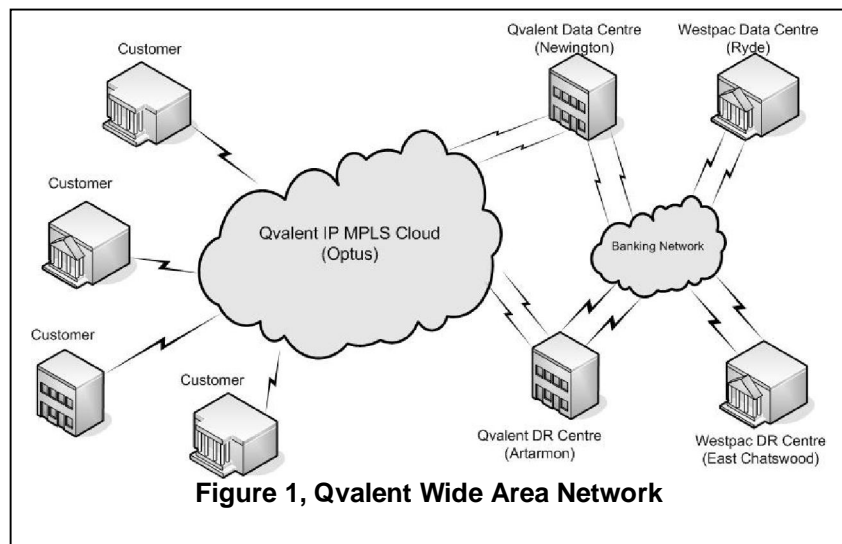 Customer
Qvalent Data Centre
(Newington)
Westpac Data Centre
(Ryde)
Customer
Qvalent IP MPLS Cloud
(Optus)
Banking Network
Customer
Customer
Qvalent DR Centre
(Artarmon)
Westpac DR Centre
(East Chatswood)
Figure 1, Qvalent Wide Area Network